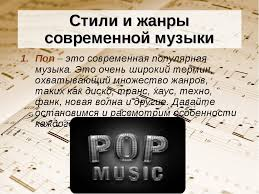 Стили и жанры
современной музыки
1. Поп – это современная популярная
музыка. Это очень широкий термин,
охватывающий множество жанров,
таких как диско, транс, хаус, техно,
фанк, новая волна и другие. Давайте
остановимся и рассмотрим особенности
каждого
POP
MUSIC